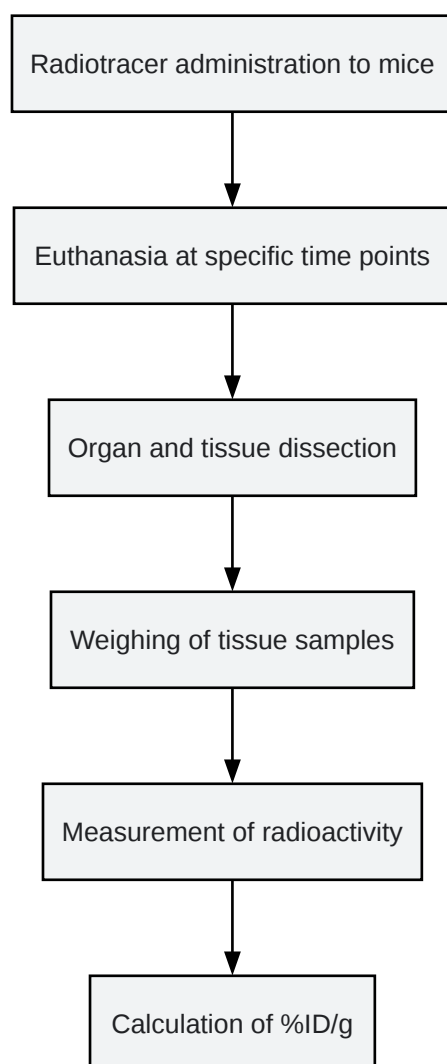 Radiotracer administration to mice
Euthanasia at specific time points
Organ and tissue dissection
Weighing of tissue samples
Measurement of radioactivity
Calculation of %ID/g